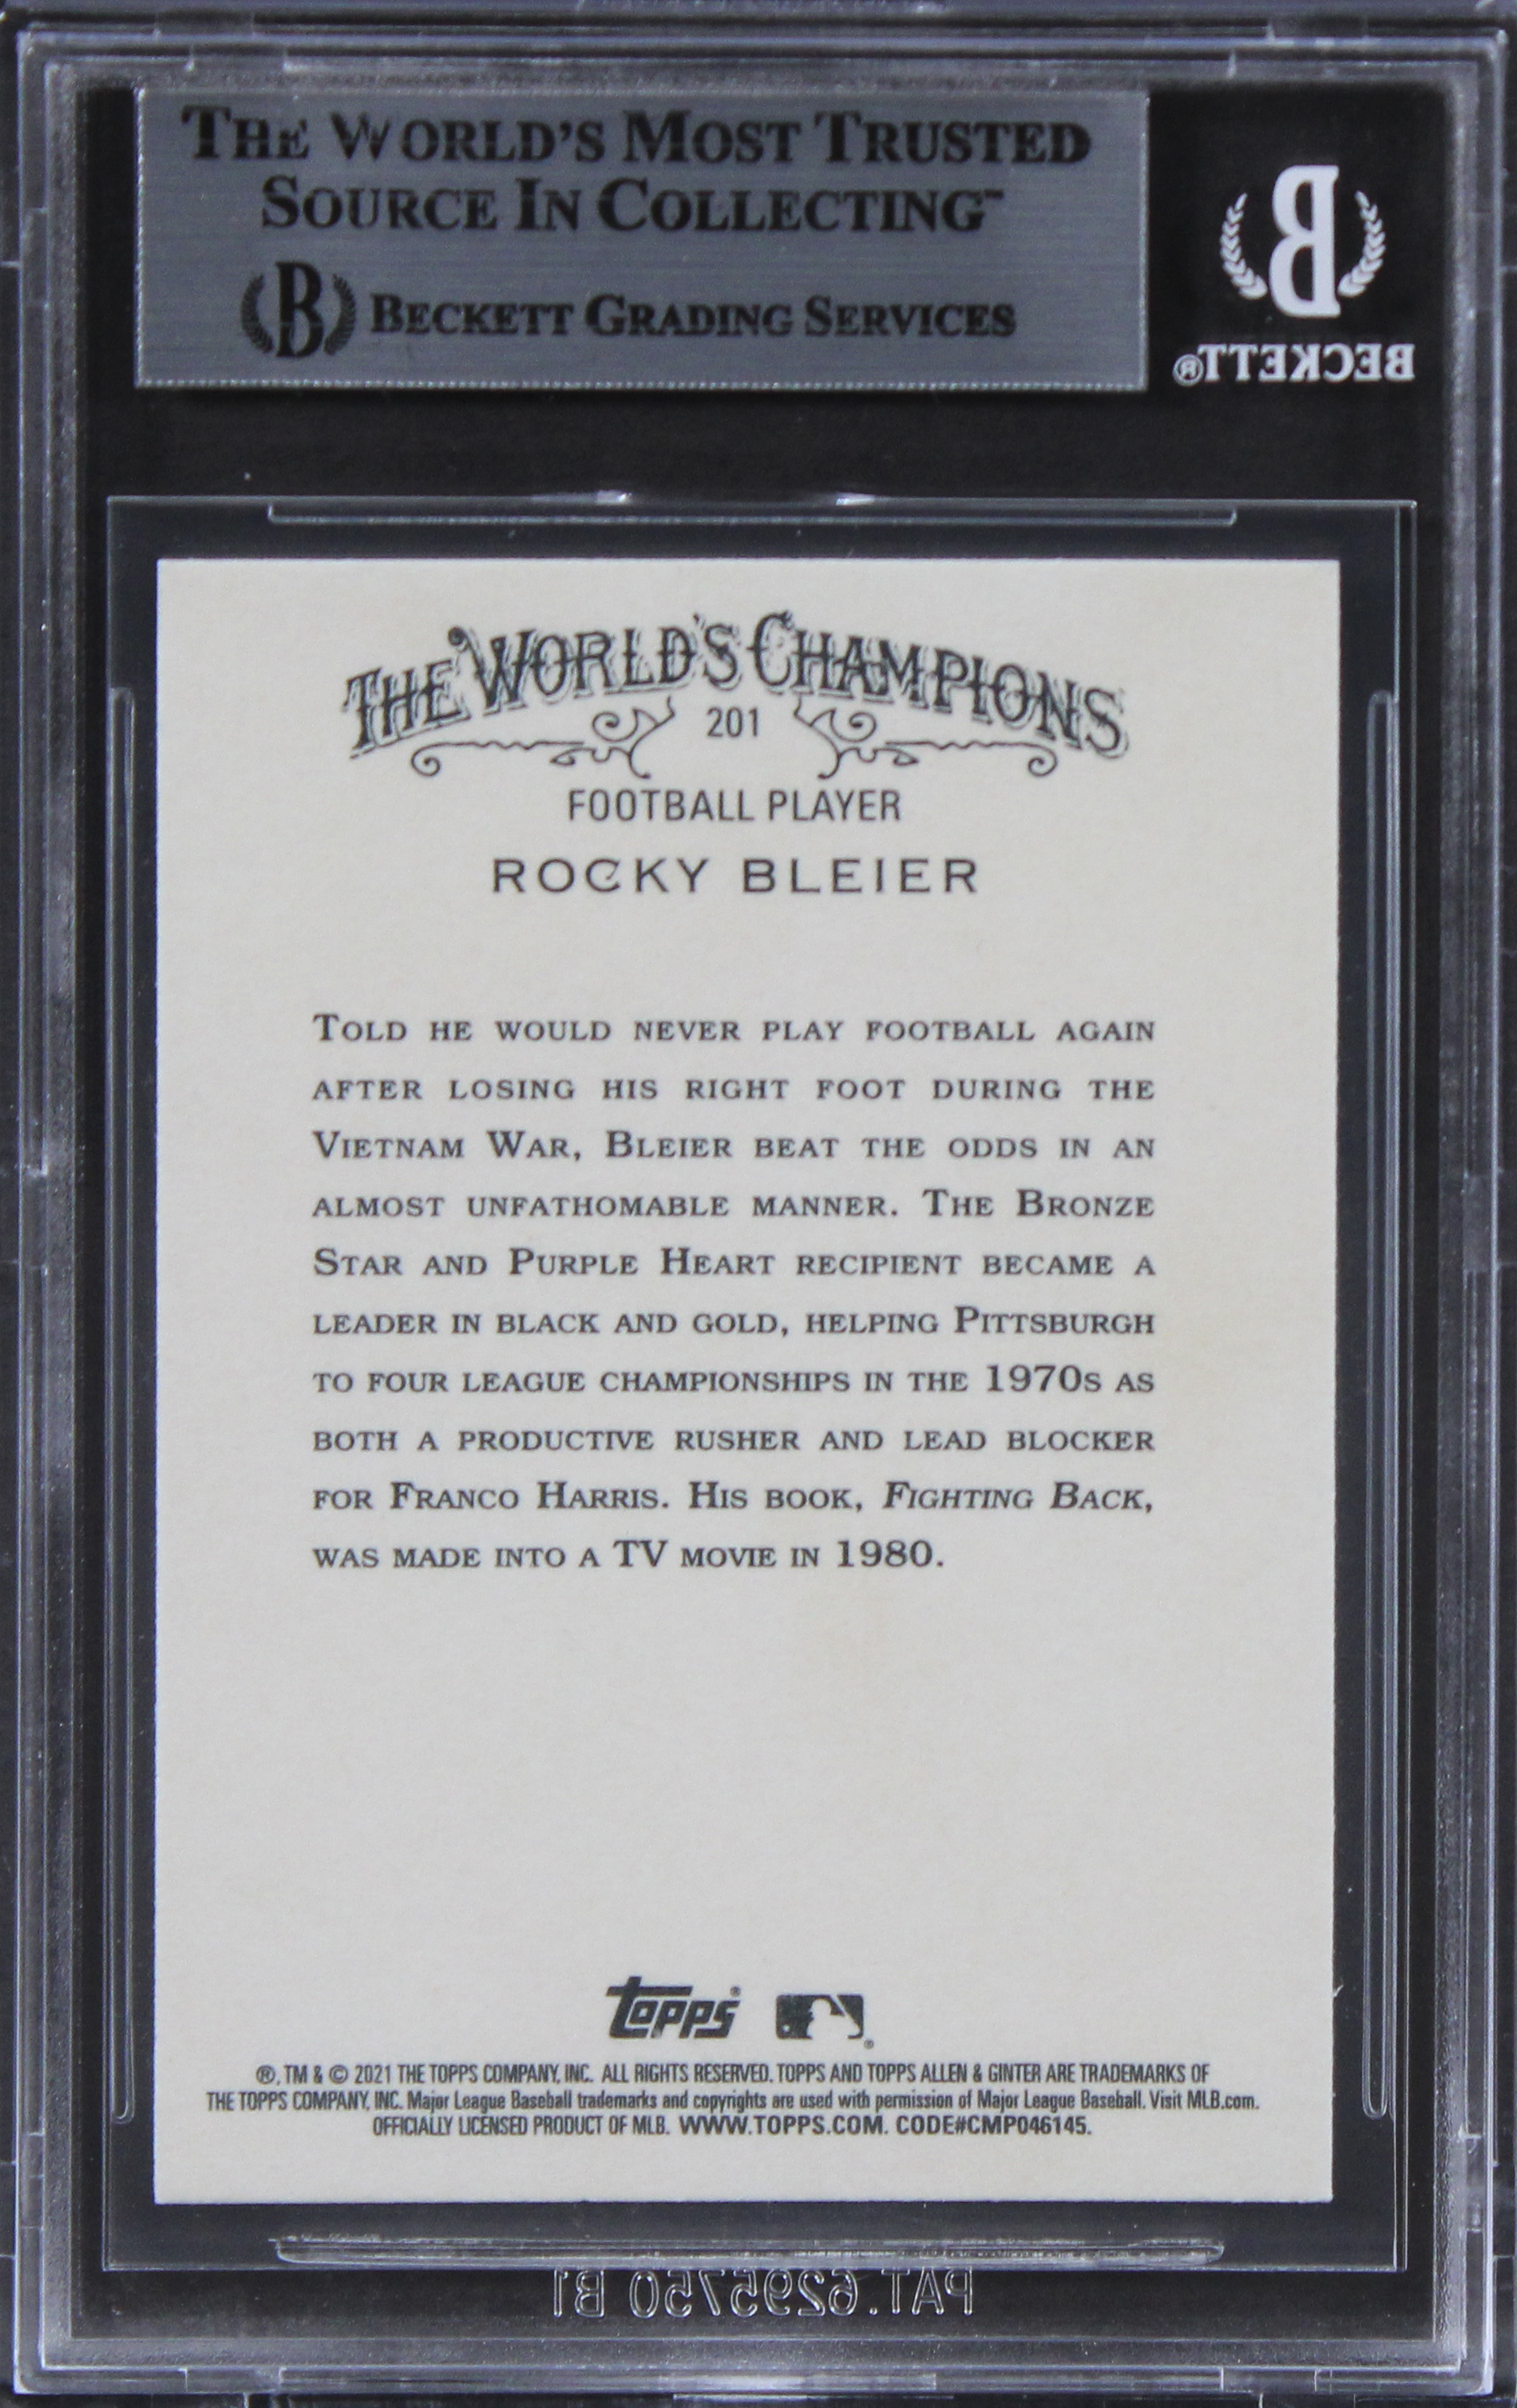 THE WORLD'S MOST TRUSTED
SOURCE IN COLLECTING™
B BECKETT GRADING SERVICES
B
BECKETT®
THE WORLD'S CHAMPIONS
201
FOOTBALL PLAYER
ROCKY BLEIER
TOLD HE WOULD NEVER PLAY FOOTBALL AGAIN
AFTER LOSING HIS RIGHT FOOT DURING THE
VIETNAM WAR, BLEIER BEAT THE ODDS IN AN
ALMOST UNFATHOMABLE MANNER. THE BRONZE
STAR AND PURPLE HEART RECIPIENT BECAME A
LEADER IN BLACK AND GOLD, HELPING PITTSBURGH
TO FOUR LEAGUE CHAMPIONSHIPS IN THE 1970S AS
BOTH A PRODUCTIVE RUSHER AND LEAD BLOCKER
FOR FRANCO HARRIS. HIS BOOK, FIGHTING BACK,
WAS MADE INTO A TV MOVIE IN 1980.
topps®
®, TM & © 2021 THE TOPPS COMPANY, INC. ALL RIGHTS RESERVED. TOPPS AND TOPPS ALLEN & GINTER ARE TRADEMARKS OF
THE TOPPS COMPANY, INC. Major League Baseball trademarks and copyrights are used with permission of Major League Baseball. Visit MLB.com.
OFFICIALLY LICENSED PRODUCT OF MLB. WWW.TOPPS.COM. CODE#CMP046145.
PAT.6295750 B1